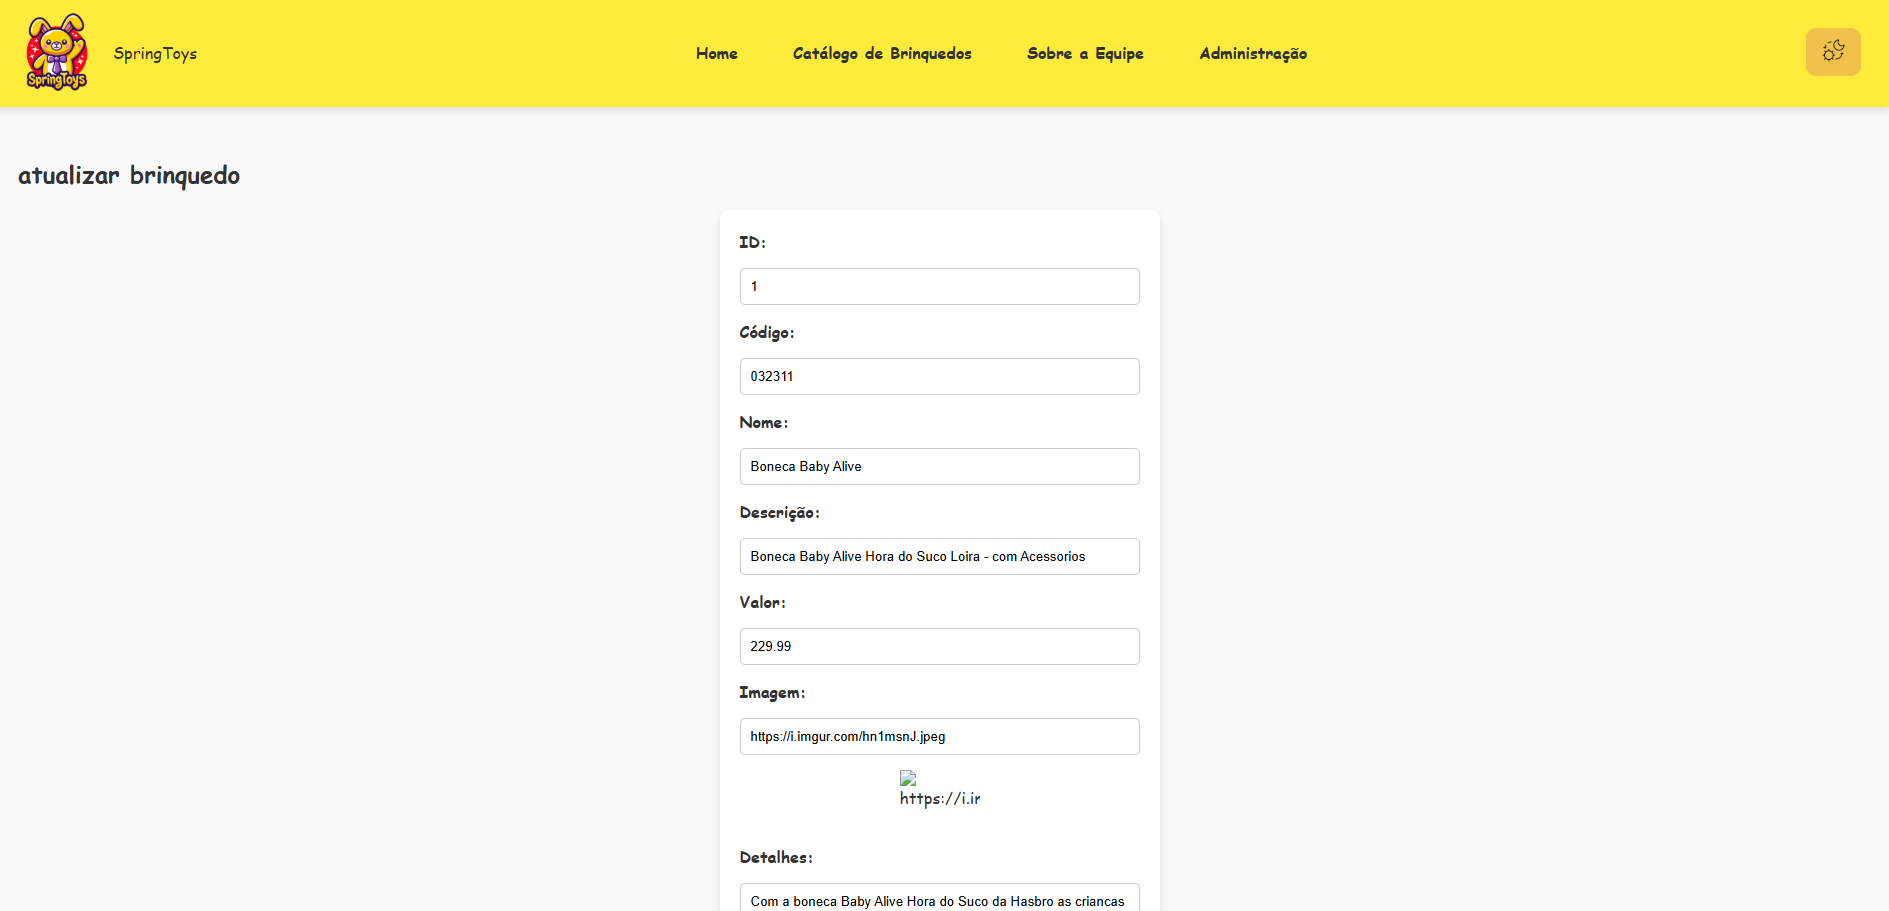 SpringToys
SpringToys
Home
Catálogo de Brinquedos
Sobre a Equipe
Administração
atualizar brinquedo
ID:
1
Código:
032311
Nome:
Boneca Baby Alive
Descrição:
Boneca Baby Alive Hora do Suco Loira - com Acessorios
Valor:
229.99
Imagem:
https://i.imgur.com/hn1msnJ.jpeg
https://i.ir
Detalhes:
Com a boneca Baby Alive Hora do Suco da Hasbro as criancas